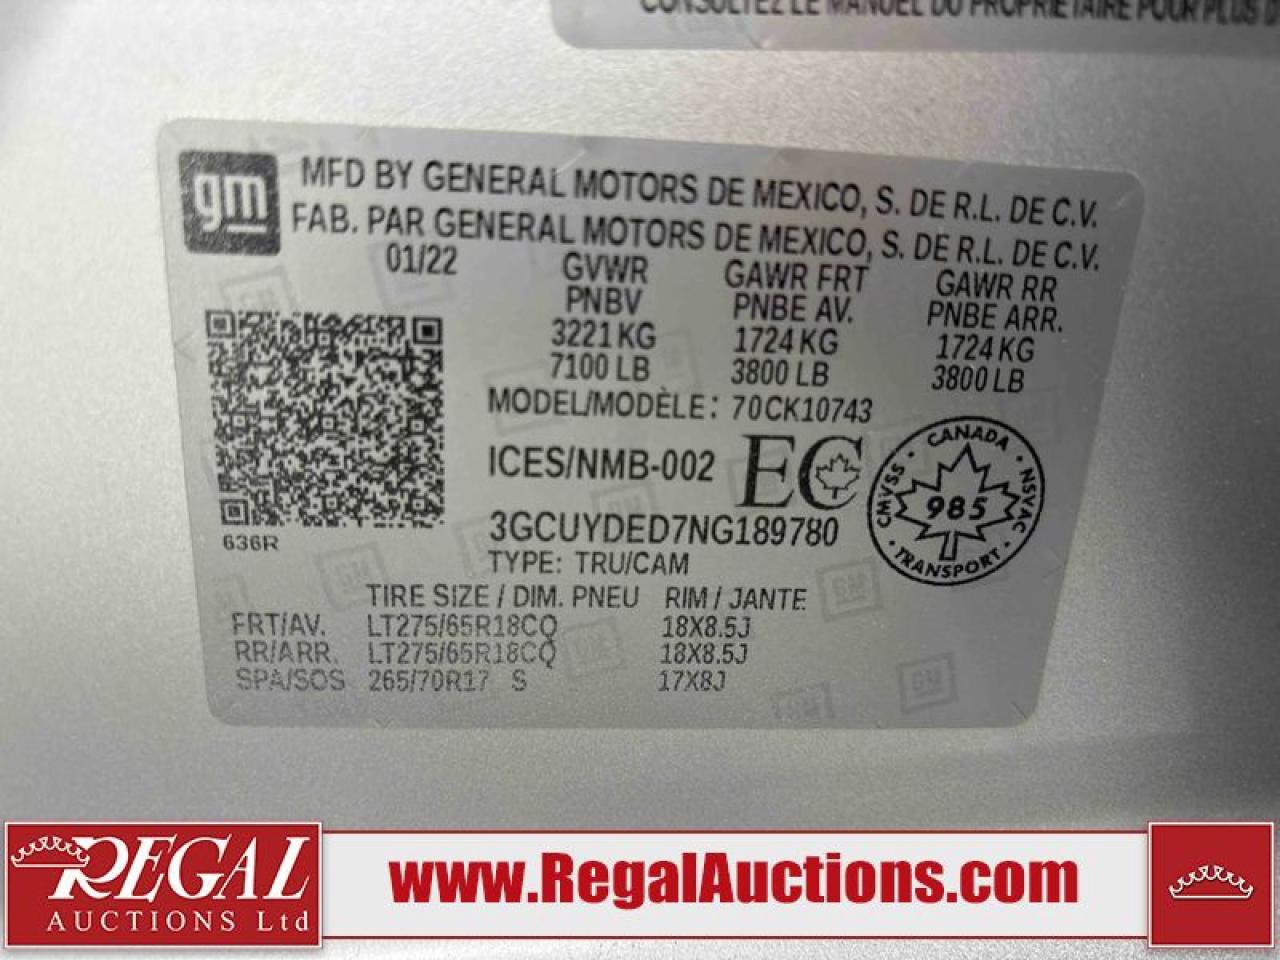 CONSULTEZ LE MANUEL DU PROPRIÉTAIRE POUR PLUS D
gm
MFD BY GENERAL MOTORS DE MEXICO, S. DE R.L. DE C.V.
FAB. PAR GENERAL MOTORS DE MEXICO, S. DE R.L. DE C.V.
01/22 GVWR GAWR FRT GAWR RR
PNBV PNBE AV. PNBE ARR.
3221 KG 1724 KG 1724 KG
7100 LB 3800 LB 3800 LB
MODEL/MODÈLE: 70CK10743
ICES/NMB-002 EC
CANADA
CMVSS 985 NSVAC
TRANSPORT
3GCUYDED7NG189780
636R
TYPE: TRU/CAM
TIRE SIZE / DIM. PNEU RIM / JANTE
FRT/AV. LT275/65R18CQ 18X8.5J
RR/ARR. LT275/65R18CQ 18X8.5J
SPA/SOS 265/70R17 S 17X8J
REGAL
AUCTIONS Ltd
www.RegalAuctions.com